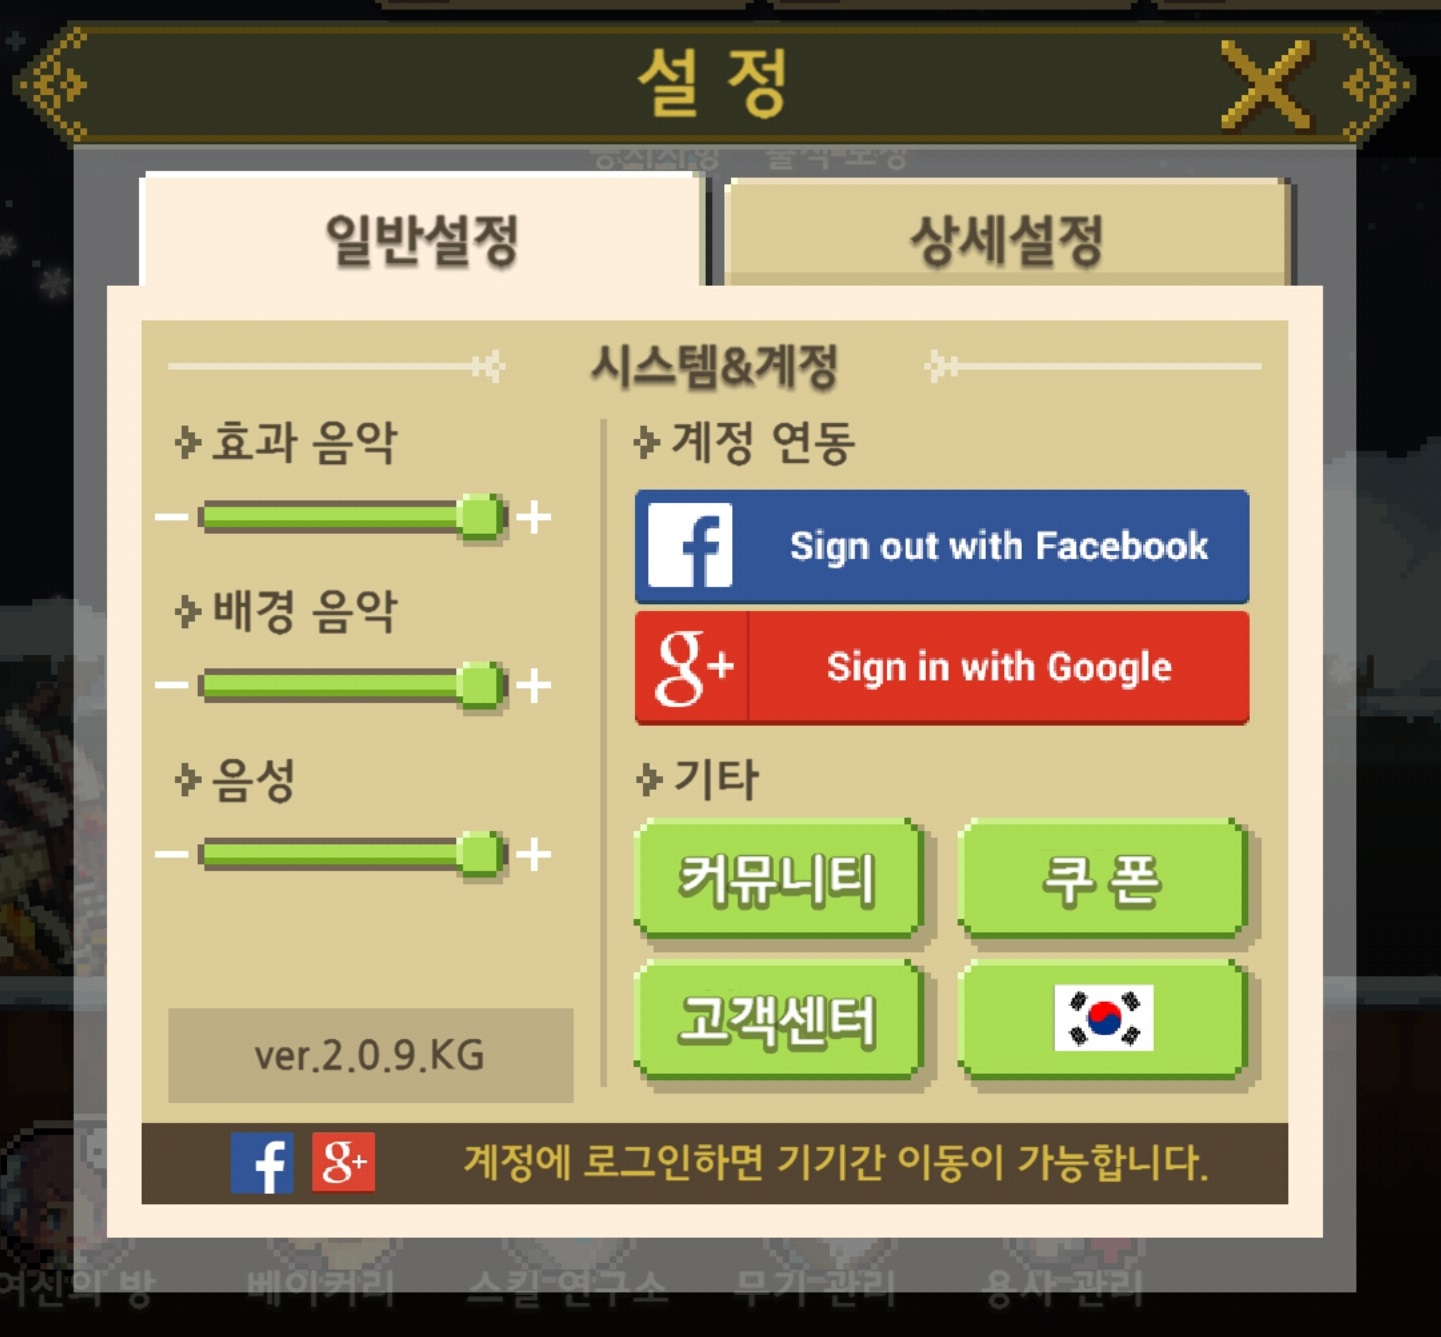 설 정
출석 보상
일반설정
상세설정
시스템&계정
효과 음악
배경 음악
음성
ver.2.0.9.KG
계정 연동
f
Sign out with Facebook
g+
Sign in with Google
기타
커뮤니티
쿠 폰
고객센터
f
g+
계정에 로그인하면 기기간 이동이 가능합니다.
여신의 방
베이커리
스킬 연구소
무기 관리
용사 관리